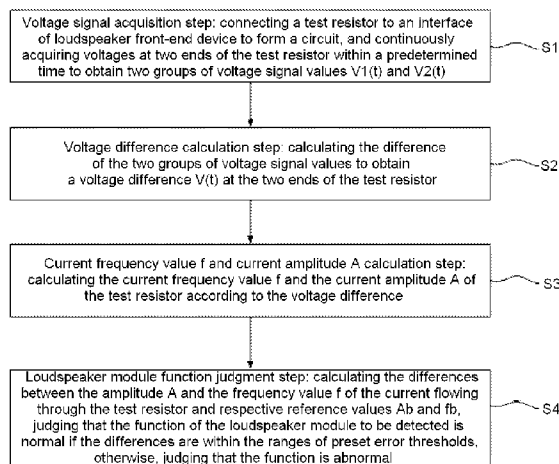 Voltage signal acquisition step: connecting a test resistor to an interface
of loudspeaker front-end device to form a circuit, and continuously
acquiring voltages at two ends of the test resistor within a predetermined
time to obtain two groups of voltage signal values V1(t) and V2(t)
S1
Voltage difference calculation step: calculating the difference
of the two groups of voltage signal values to obtain
a voltage difference V(t) at the two ends of the test resistor
S2
Current frequency value f and current amplitude A calculation step:
calculating the current frequency value f and the current amplitude A of
the test resistor according to the voltage difference
S3
Loudspeaker module function judgment step: calculating the differences
between the amplitude A and the frequency value f of the current flowing
through the test resistor and respective reference values Ab and fb,
judging that the function of the loudspeaker module to be detected is
normal if the differences are within the ranges of preset error thresholds,
otherwise, judging that the function is abnormal
S4